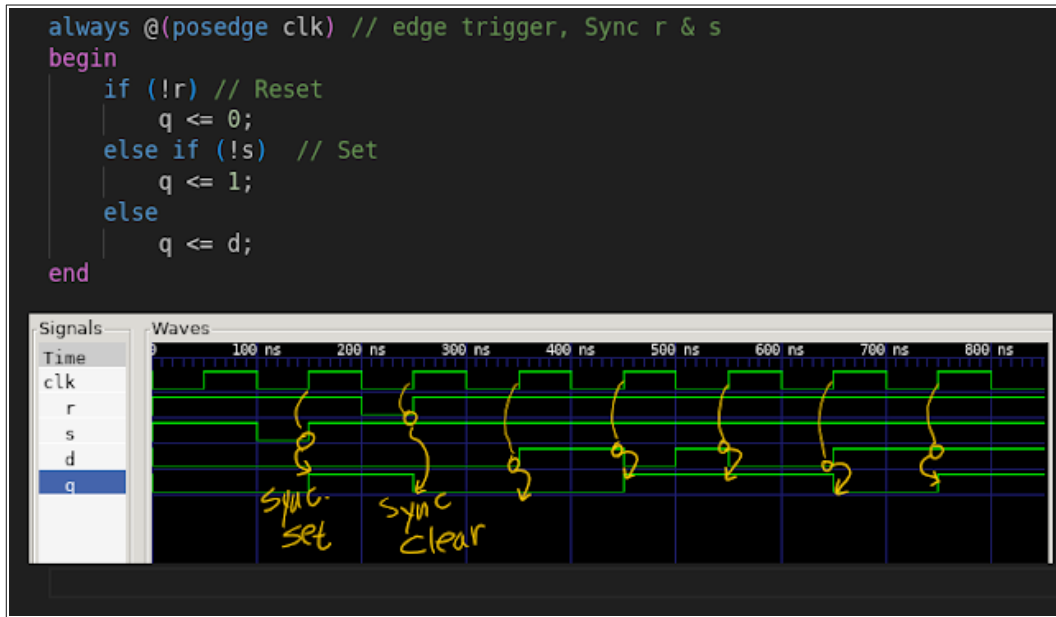 always @(posedge clk) // edge trigger, Sync r & s
begin
if (!r) // Reset
q <= 0;
else if (!s) // Set
q <= 1;
else
q <= d;
end
Signals
Waves
Time
0 100 ns 200 ns 300 ns 400 ns 500 ns 600 ns 700 ns 800 ns
clk
r
s
d
q
Sync.
Set
Sync
Clear